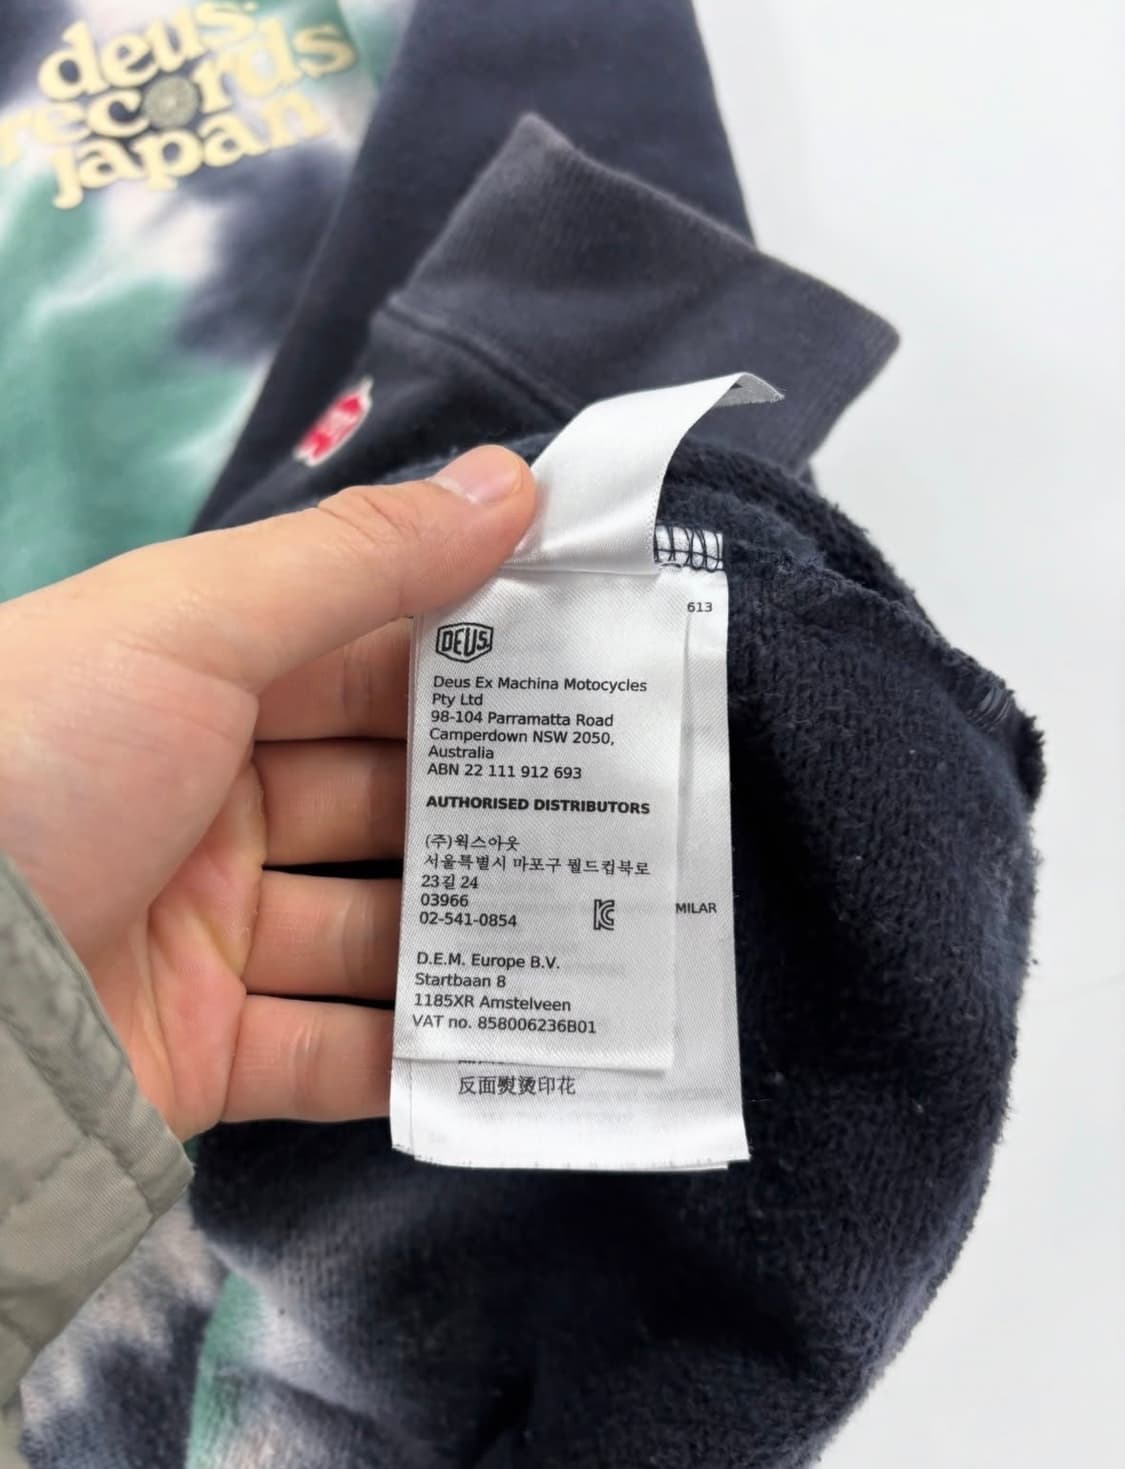 deus.
records
japan
613
DEUS
Deus Ex Machina Motocycles
Pty Ltd
98-104 Parramatta Road
Camperdown NSW 2050,
Australia
ABN 22 111 912 693
AUTHORISED DISTRIBUTORS
(주)웍스아웃
서울특별시 마포구 월드컵북로
23길 24
03966
02-541-0854
MILAR
D.E.M. Europe B.V.
Startbaan 8
1185XR Amstelveen
VAT no. 858006236B01
反面熨烫印花